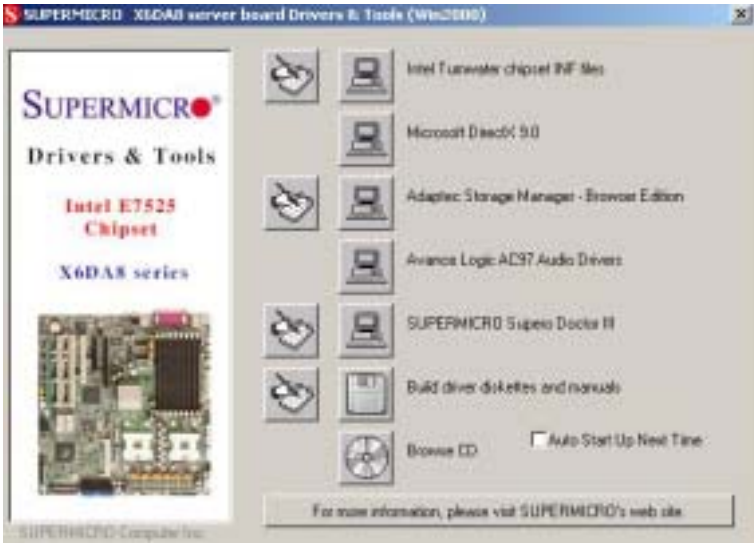 SUPERMICRO X6DA8 server board Drivers & Tools (Win2000)
SUPERMICRO
Drivers & Tools
Intel E7525
Chipset
X6DA8 series
Intel Tumwater chipset INF files
Microsoft DirectX 9.0
Adaptec Storage Manager - Browser Edition
Avance Logic AC97 Audio Drivers
SUPERMICRO Supero Doctor III
Build driver diskettes and manuals
Browse CD
Auto Start Up Next Time
For more information, please visit SUPERMICRO's web site
SUPERMICRO Computer Inc.